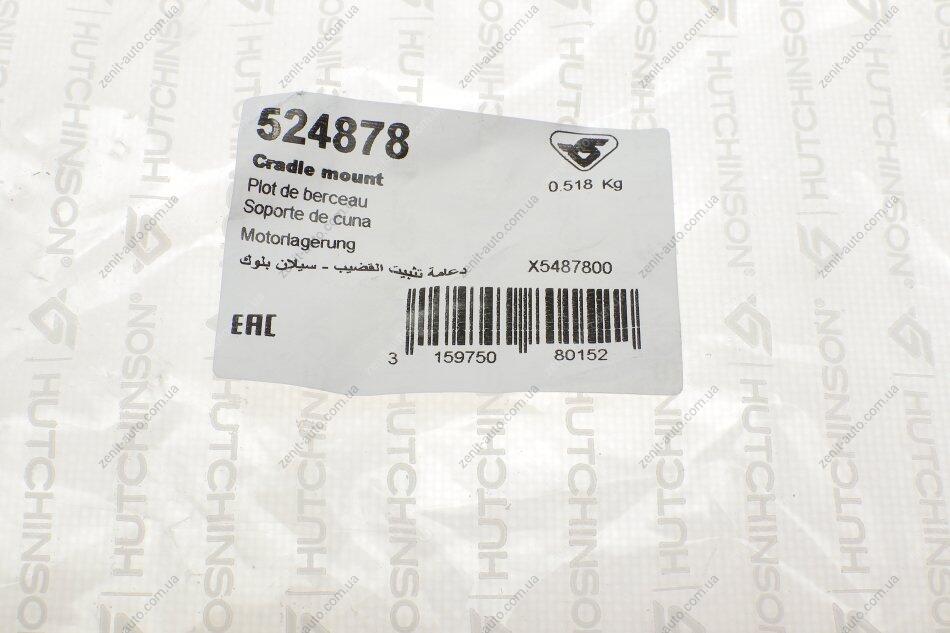 524878
Cradle mount
Plot de berceau
Soporte de cuna
Motorlagerung
دعامة تثبيت القضيب - سيلان بلوك
0.518 Kg
X5487800
EAC
3 159750 80152
HUTCHINSON®
zenit-auto.com.ua